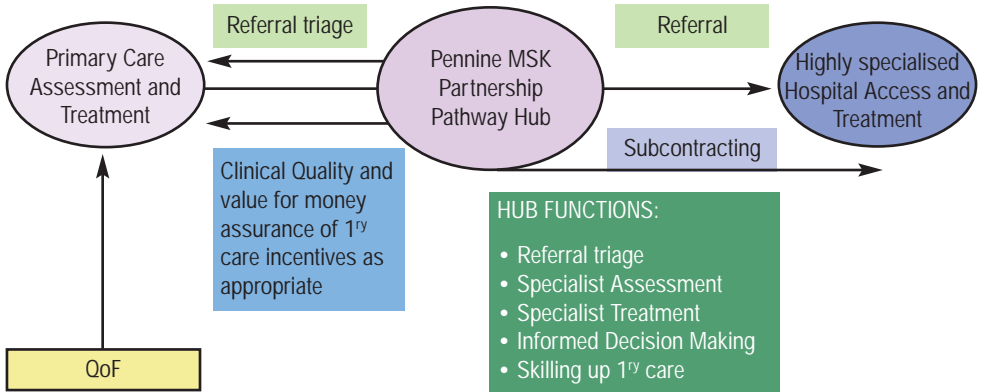 Referral triage
Referral
Primary Care
Assessment and
Treatment
Pennine MSK
Partnership
Pathway Hub
Highly specialised
Hospital Access and
Treatment
Subcontracting
Clinical Quality and
value for money
assurance of 1ry
care incentives as
appropriate
HUB FUNCTIONS:
• Referral triage
• Specialist Assessment
• Specialist Treatment
• Informed Decision Making
• Skilling up 1ry care
QoF